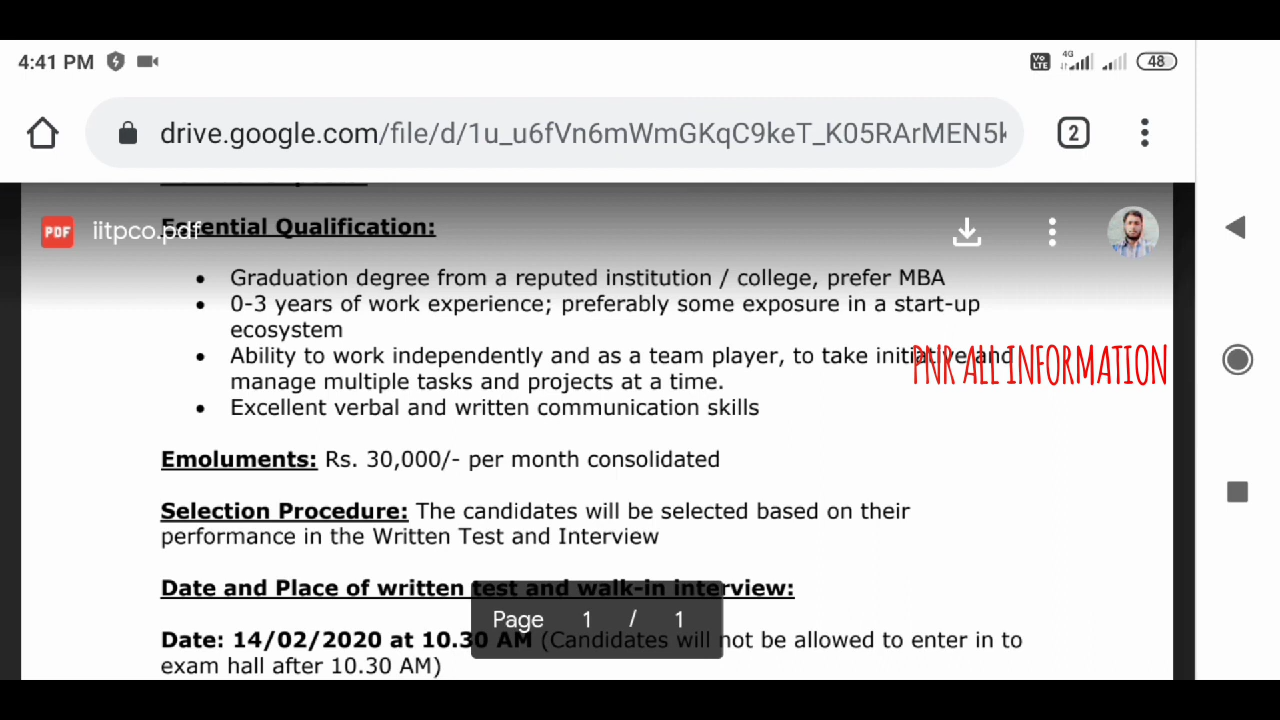 4:41 PM
Vo LTE 4G 48
drive.google.com/file/d/1u_u6fVn6mWmGKqC9keT_K05RArMEN5k
2
PDF iitpco.pdf
Essential Qualification:
• Graduation degree from a reputed institution / college, prefer MBA
• 0-3 years of work experience; preferably some exposure in a start-up
ecosystem
• Ability to work independently and as a team player, to take initiative and
manage multiple tasks and projects at a time.
PNR ALL INFORMATION
• Excellent verbal and written communication skills
Emoluments: Rs. 30,000/- per month consolidated
Selection Procedure: The candidates will be selected based on their
performance in the Written Test and Interview
Date and Place of written test and walk-in interview:
Page 1 / 1
Date: 14/02/2020 at 10.30 AM (Candidates will not be allowed to enter in to
exam hall after 10.30 AM)